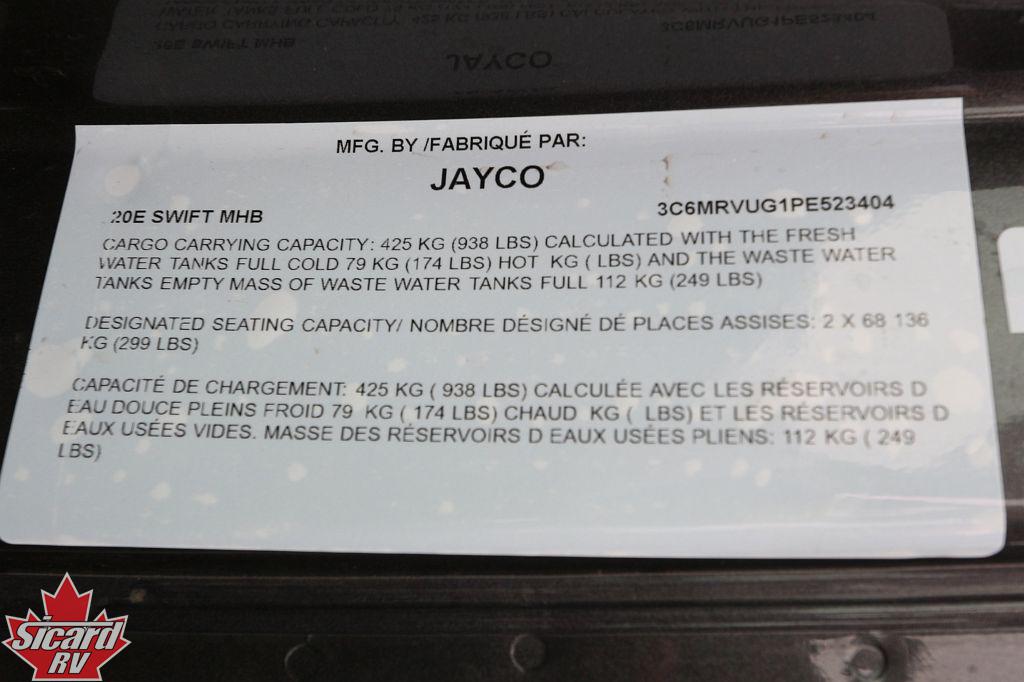 MFG. BY /FABRIQUÉ PAR:
JAYCO
20E SWIFT MHB 3C6MRVUG1PE523404
CARGO CARRYING CAPACITY: 425 KG (938 LBS) CALCULATED WITH THE FRESH
WATER TANKS FULL COLD 79 KG (174 LBS) HOT KG ( LBS) AND THE WASTE WATER
TANKS EMPTY MASS OF WASTE WATER TANKS FULL 112 KG (249 LBS)
DESIGNATED SEATING CAPACITY/ NOMBRE DÉSIGNÉ DÉ PLACES ASSISES: 2 X 68 136
KG (299 LBS)
CAPACITÉ DE CHARGEMENT: 425 KG ( 938 LBS) CALCULÉE AVEC LES RÉSERVOIRS D
EAU DOUCE PLEINS FROID 79 KG ( 174 LBS) CHAUD KG ( LBS) ET LES RÉSERVOIRS D
EAUX USÉES VIDES. MASSE DES RÉSERVOIRS D EAUX USÉES PLIENS: 112 KG ( 249
LBS)
Sicard
RV